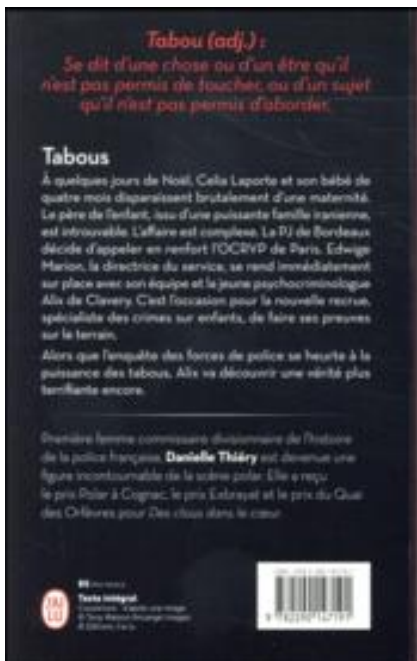 Tabou (adj.) :
Se dit d'une chose ou d'un être qu'il
n'est pas permis de toucher, ou d'un sujet
qu'il n'est pas permis d'aborder.
Tabous
À quelques jours de Noël, Celia Laporte et son bébé de
quatre mois disparaissent brutalement d'une maternité.
Le père de l'enfant, issu d'une puissante famille iranienne,
est introuvable. L'affaire est complexe. La PJ de Bordeaux
décide d'appeler en renfort l'OCRVP de Paris. Edwige
Marion, la directrice du service, se rend immédiatement
sur place avec son équipe et la jeune psychocriminologue
Alix de Clavery. C'est l'occasion pour la nouvelle recrue,
spécialiste des crimes sur enfants, de faire ses preuves
sur le terrain.
Alors que l'enquête des forces de police se heurte à la
puissance des tabous, Alix va découvrir une vérité plus
terrifiante encore.
Première femme commissaire divisionnaire de l'histoire
de la police française, Danielle Thiéry est devenue une
figure incontournable de la scène polar. Elle a reçu
le prix Polar à Cognac, le prix Exbrayat et le prix du Quai
des Orfèvres pour Des clous dans le cœur.
J'AI
LU
Texte intégral